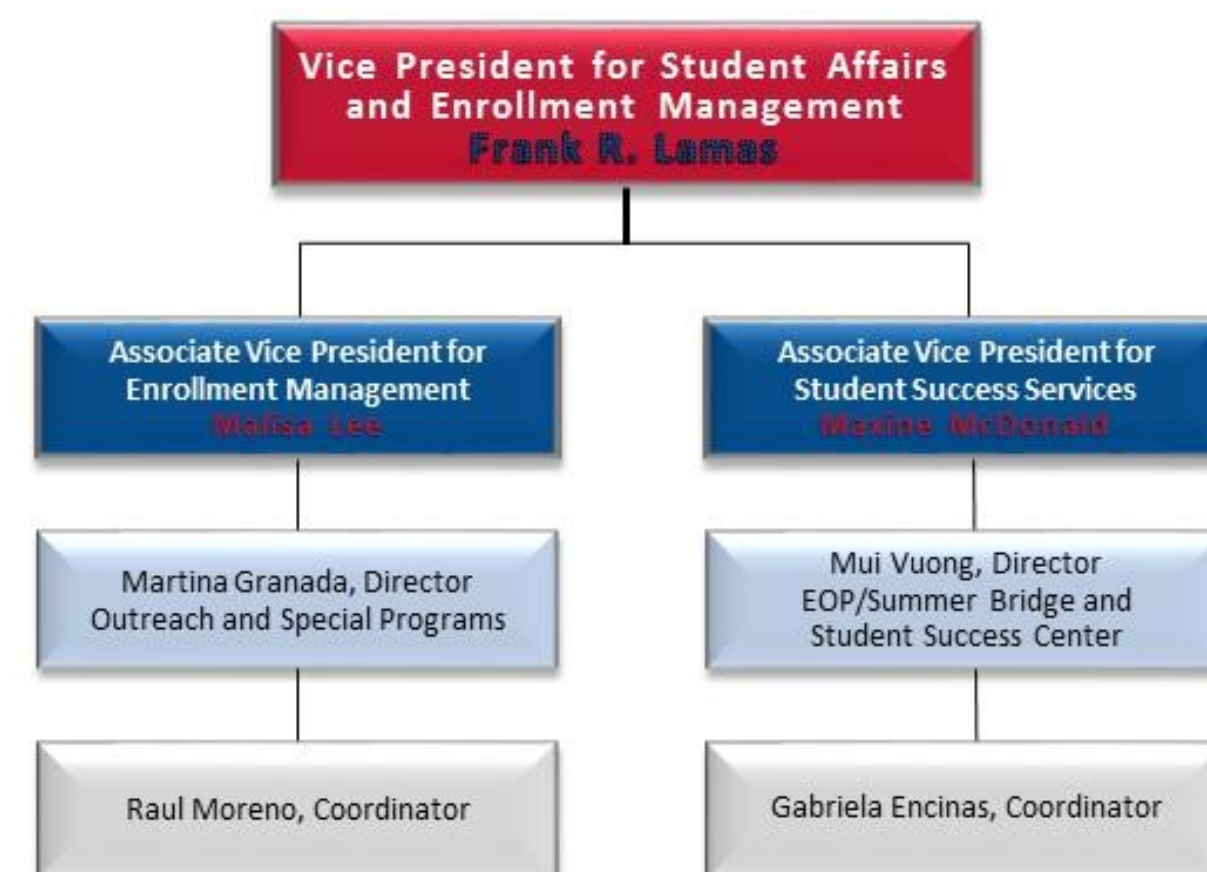 Vice President for Student Affairs
and Enrollment Management
Frank R. Lamas
Associate Vice President for
Enrollment Management
Malisa Lee
Associate Vice President for
Student Success Services
Maxine McDonald
Martina Granada, Director
Outreach and Special Programs
Mui Vuong, Director
EOP/Summer Bridge and
Student Success Center
Raul Moreno, Coordinator
Gabriela Encinas, Coordinator